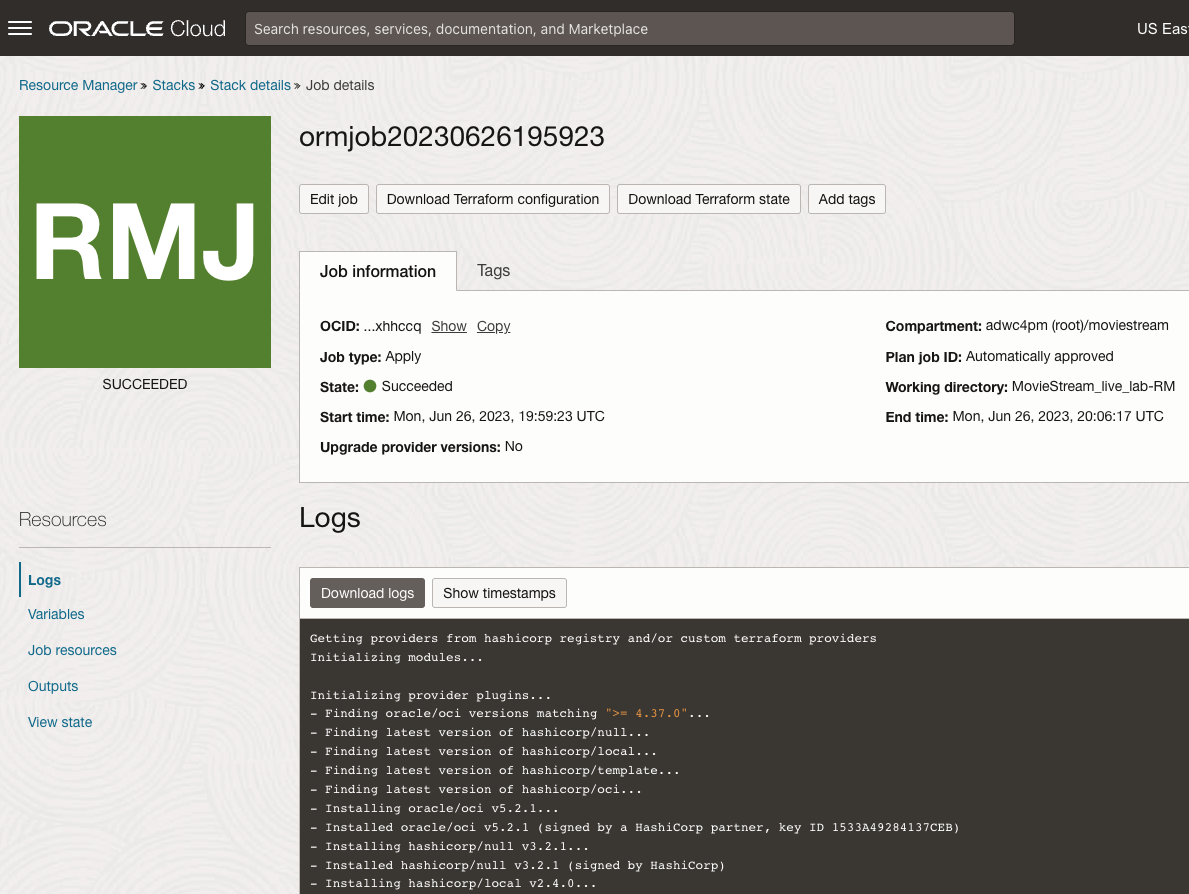 ORACLE Cloud
Search resources, services, documentation, and Marketplace
US Eas
Resource Manager » Stacks » Stack details » Job details
RMJ
SUCCEEDED
ormjob20230626195923
Edit job
Download Terraform configuration
Download Terraform state
Add tags
Job information
Tags
OCID: ...xhhccq Show Copy
Job type: Apply
State: Succeeded
Start time: Mon, Jun 26, 2023, 19:59:23 UTC
Upgrade provider versions: No
Compartment: adwc4pm (root)/moviestream
Plan job ID: Automatically approved
Working directory: MovieStream_live_lab-RM
End time: Mon, Jun 26, 2023, 20:06:17 UTC
Resources
Logs
Variables
Job resources
Outputs
View state
Logs
Download logs
Show timestamps
Getting providers from hashicorp registry and/or custom terraform providers
Initializing modules...
Initializing provider plugins...
- Finding oracle/oci versions matching ">= 4.37.0"...
- Finding latest version of hashicorp/null...
- Finding latest version of hashicorp/local...
- Finding latest version of hashicorp/template...
- Finding latest version of hashicorp/oci...
- Installing oracle/oci v5.2.1...
- Installed oracle/oci v5.2.1 (signed by a HashiCorp partner, key ID 1533A49284137CEB)
- Installing hashicorp/null v3.2.1...
- Installed hashicorp/null v3.2.1 (signed by HashiCorp)
- Installing hashicorp/local v2.4.0...